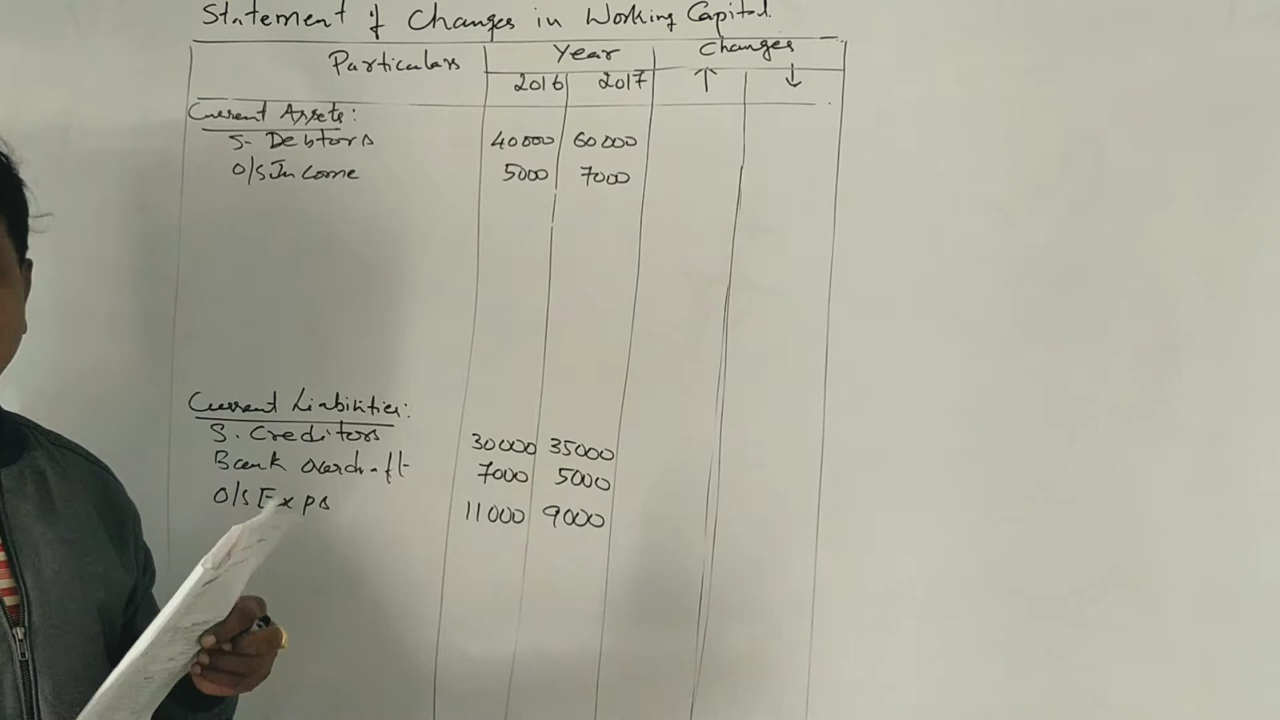 Statement of Changes in Working Capital.
Particulars Year Changes
2016 2017 ↑ ↓
Current Assets:
S. Debtors 40000 60000
O/S Income 5000 7000
Current Liabilities:
S. Creditors 30000 35000
Bank overdraft 7000 5000
O/S Exps 11000 9000